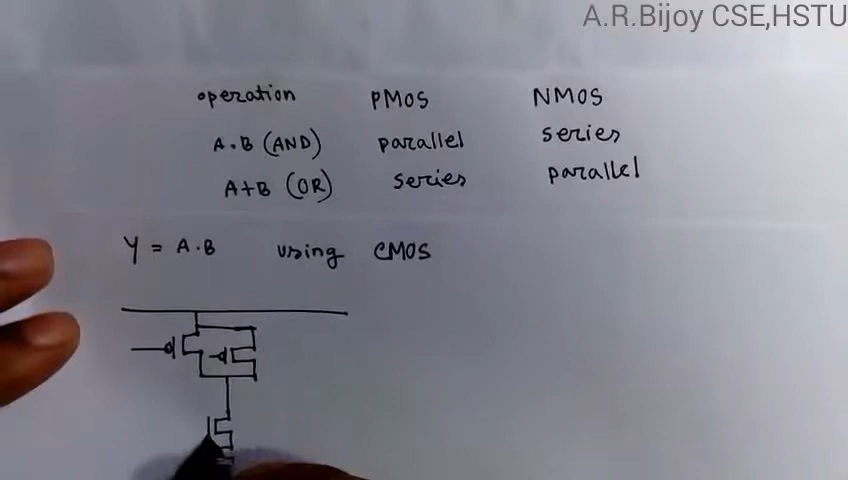 A.R.Bijoy CSE,HSTU
operation PMOS NMOS
A.B (AND) parallel series
A+B (OR) series parallel
Y = A.B using CMOS